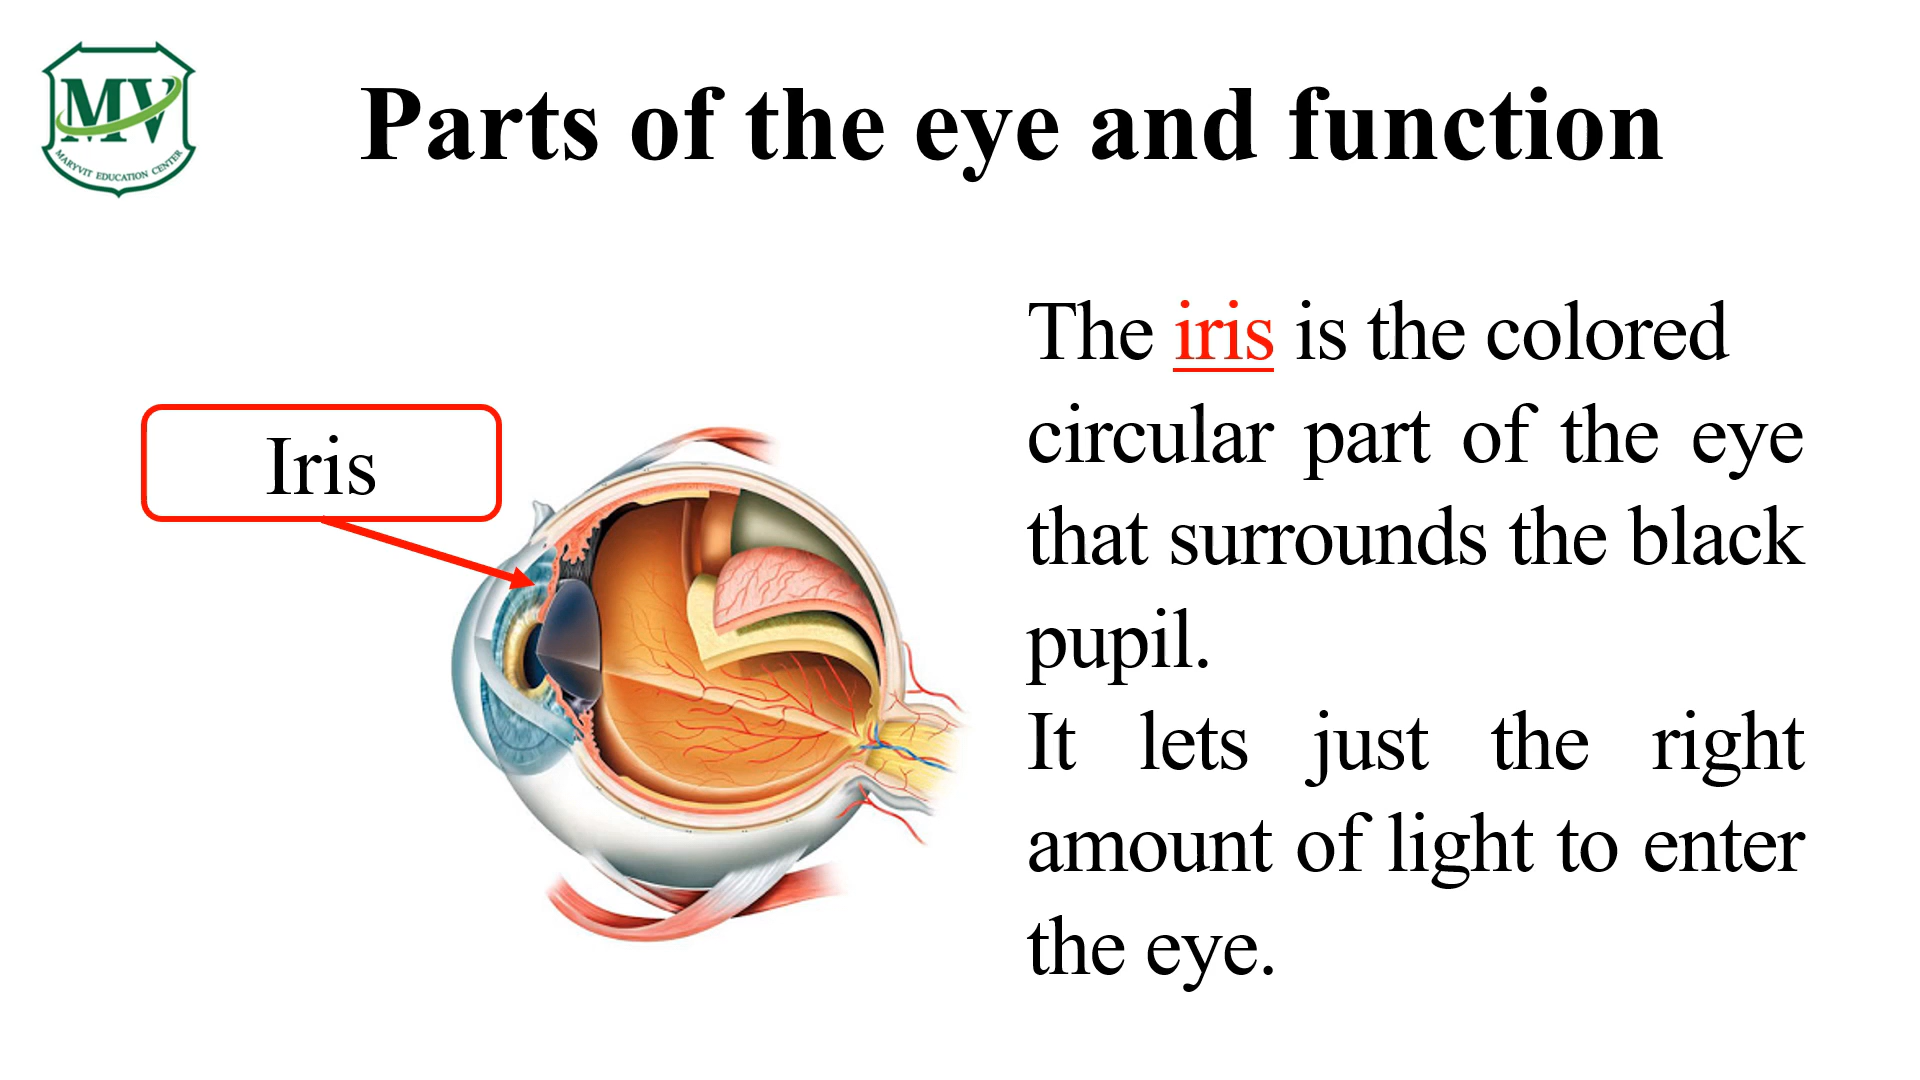 MV
MARYVIT EDUCATION CENTER
Parts of the eye and function
Iris
The iris is the colored
circular part of the eye
that surrounds the black
pupil.
It lets just the right
amount of light to enter
the eye.